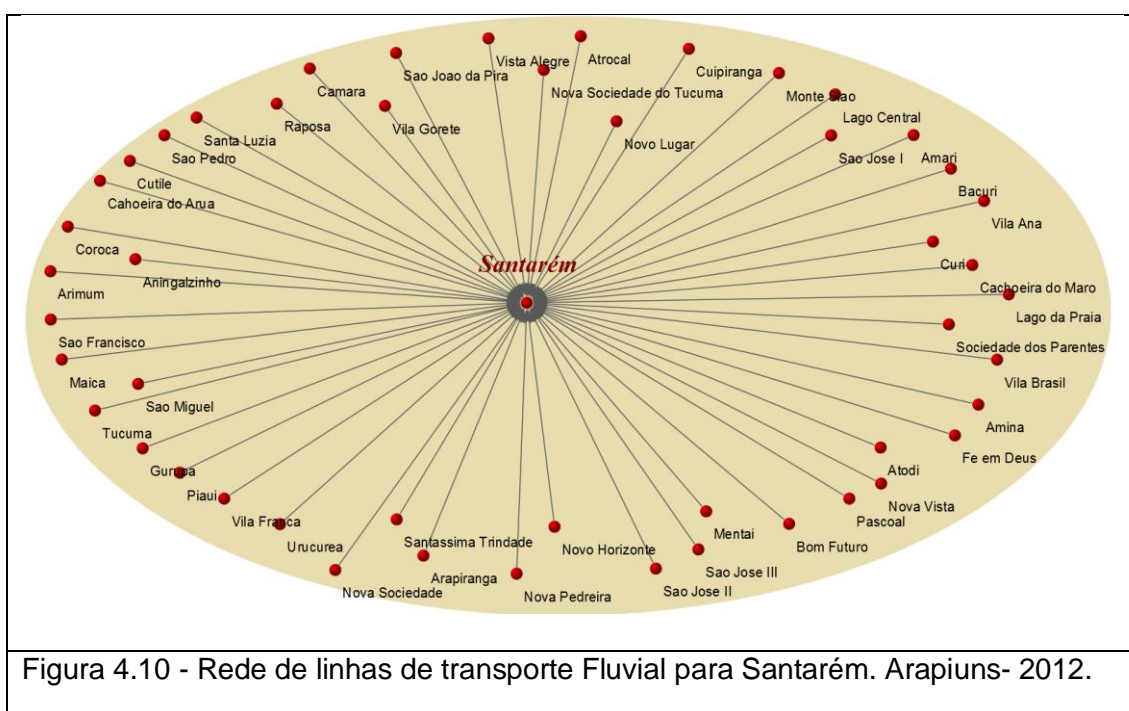 Vista Alegre
Atrocal
Sao Joao da Pira
Cuipiranga
Camara
Nova Sociedade do Tucuma
Monte Siao
Raposa
Vila Gorete
Lago Central
Santa Luzia
Novo Lugar
Sao Pedro
Sao Jose I
Amari
Cutile
Bacuri
Cahoeira do Arua
Vila Ana
Coroca
Santarém
Curi
Aningalzinho
Arimum
Cachoeira do Maro
Lago da Praia
Sao Francisco
Sociedade dos Parentes
Maica
Vila Brasil
Sao Miguel
Amina
Tucuma
Fe em Deus
Gurupa
Atodi
Piaui
Nova Vista
Vila Franca
Pascoal
Mentai
Urucurea
Santassima Trindade
Novo Horizonte
Bom Futuro
Sao Jose III
Arapiranga
Nova Sociedade
Nova Pedreira
Sao Jose II
Figura 4.10 - Rede de linhas de transporte Fluvial para Santarém. Arapiuns- 2012.